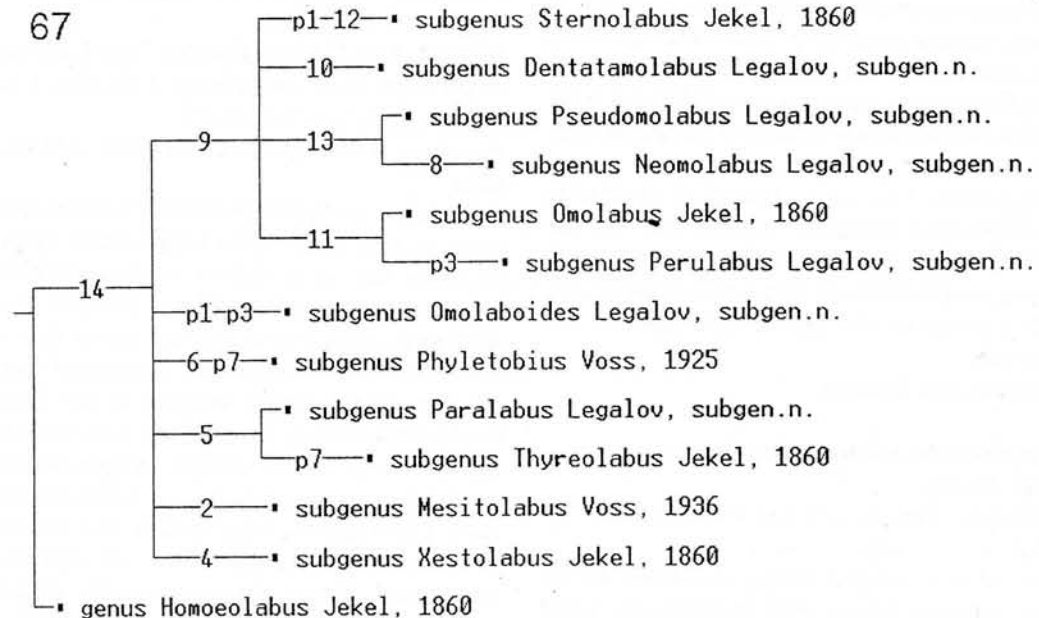 67
p1-12 subgenus Sternolabus Jekel, 1860
10 subgenus Dentatamolabus Legalov, subgen.n.
subgenus Pseudomolabus Legalov, subgen.n.
9 13
8 subgenus Neomolabus Legalov, subgen.n.
subgenus Omolabus Jekel, 1860
11
p3 subgenus Perulabus Legalov, subgen.n.
14
p1-p3 subgenus Omolaboides Legalov, subgen.n.
6-p7 subgenus Phyletobius Voss, 1925
subgenus Paralabus Legalov, subgen.n.
5
p7 subgenus Thyreolabus Jekel, 1860
2 subgenus Mesitolabus Voss, 1936
4 subgenus Xestolabus Jekel, 1860
genus Homoeolabus Jekel, 1860